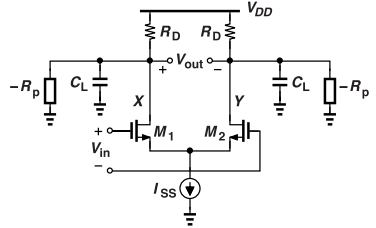 V_DD
R_D R_D
+ V_out −
−R_p C_L C_L −R_p
X Y
+ M_1 M_2
V_in
−
I_SS